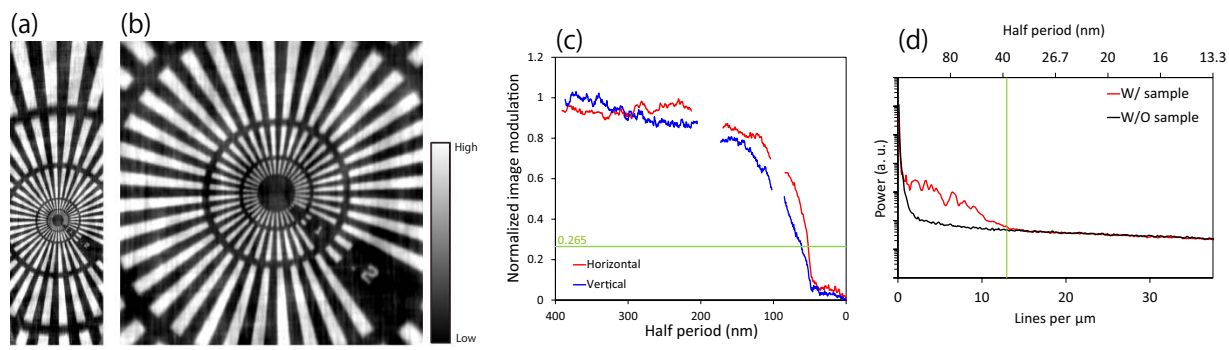 (a)
(b)
High
Low
2
(c)
Normalized image modulation
1.2
1
0.8
0.6
0.4
0.2
0
0.265
Horizontal
Vertical
400
300
200
100
0
Half period (nm)
(d)
Half period (nm)
80
40
26.7
20
16
13.3
W/ sample
W/O sample
Power (a. u.)
0
10
20
30
Lines per μm